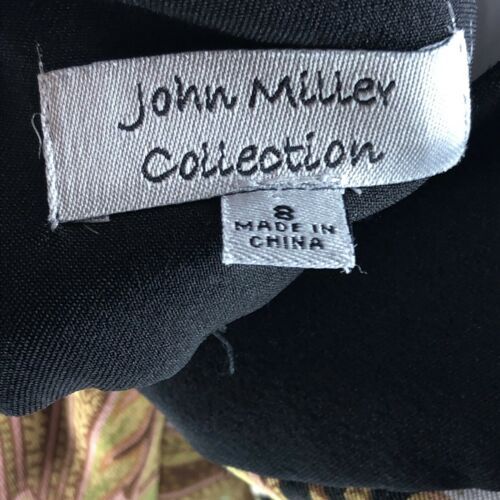 John Miller
Collection
8
MADE IN
CHINA